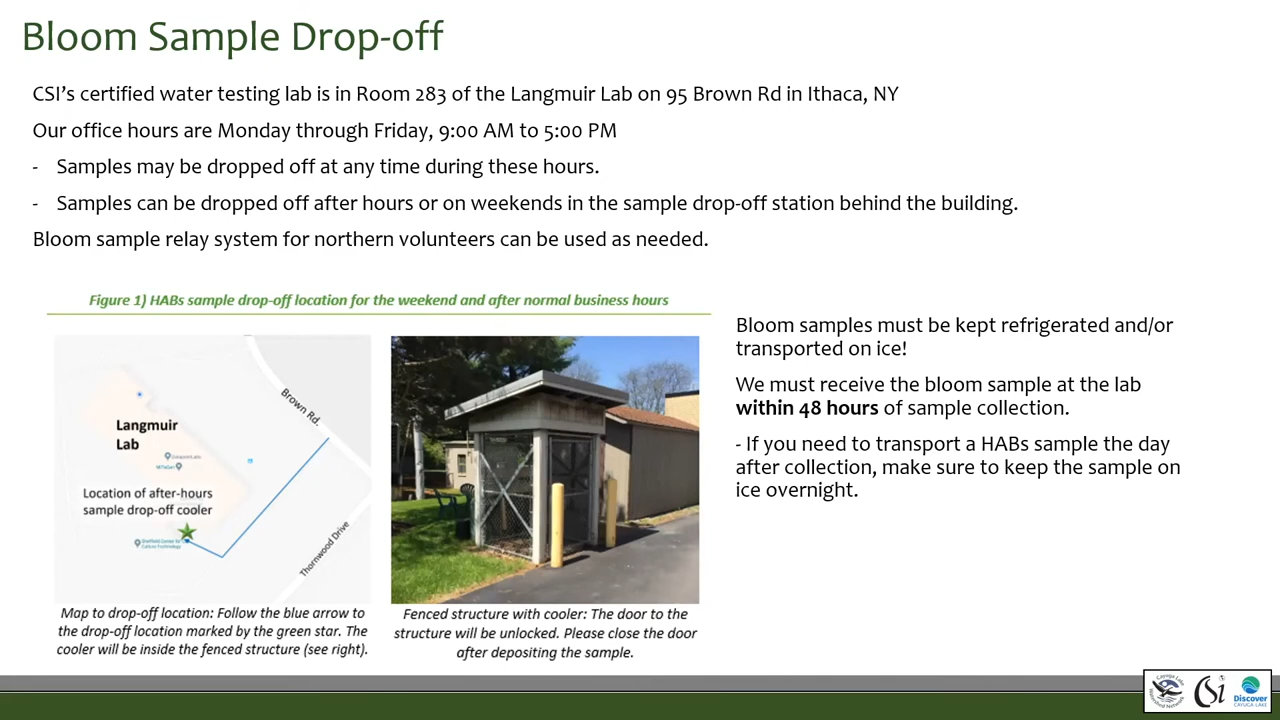 Bloom Sample Drop-off
CSI's certified water testing lab is in Room 283 of the Langmuir Lab on 95 Brown Rd in Ithaca, NY
Our office hours are Monday through Friday, 9:00 AM to 5:00 PM
- Samples may be dropped off at any time during these hours.
- Samples can be dropped off after hours or on weekends in the sample drop-off station behind the building.
Bloom sample relay system for northern volunteers can be used as needed.
Figure 1) HABs sample drop-off location for the weekend and after normal business hours
Brown Rd.
Langmuir
Lab
Location of after-hours
sample drop-off cooler
Thornwood Drive
Map to drop-off location: Follow the blue arrow to
the drop-off location marked by the green star. The
cooler will be inside the fenced structure (see right).
Fenced structure with cooler: The door to the
structure will be unlocked. Please close the door
after depositing the sample.
Bloom samples must be kept refrigerated and/or
transported on ice!
We must receive the bloom sample at the lab
within 48 hours of sample collection.
- If you need to transport a HABs sample the day
after collection, make sure to keep the sample on
ice overnight.
Cayuga Lake
Watershed Network
CSi
Discover
CAYUGA LAKE